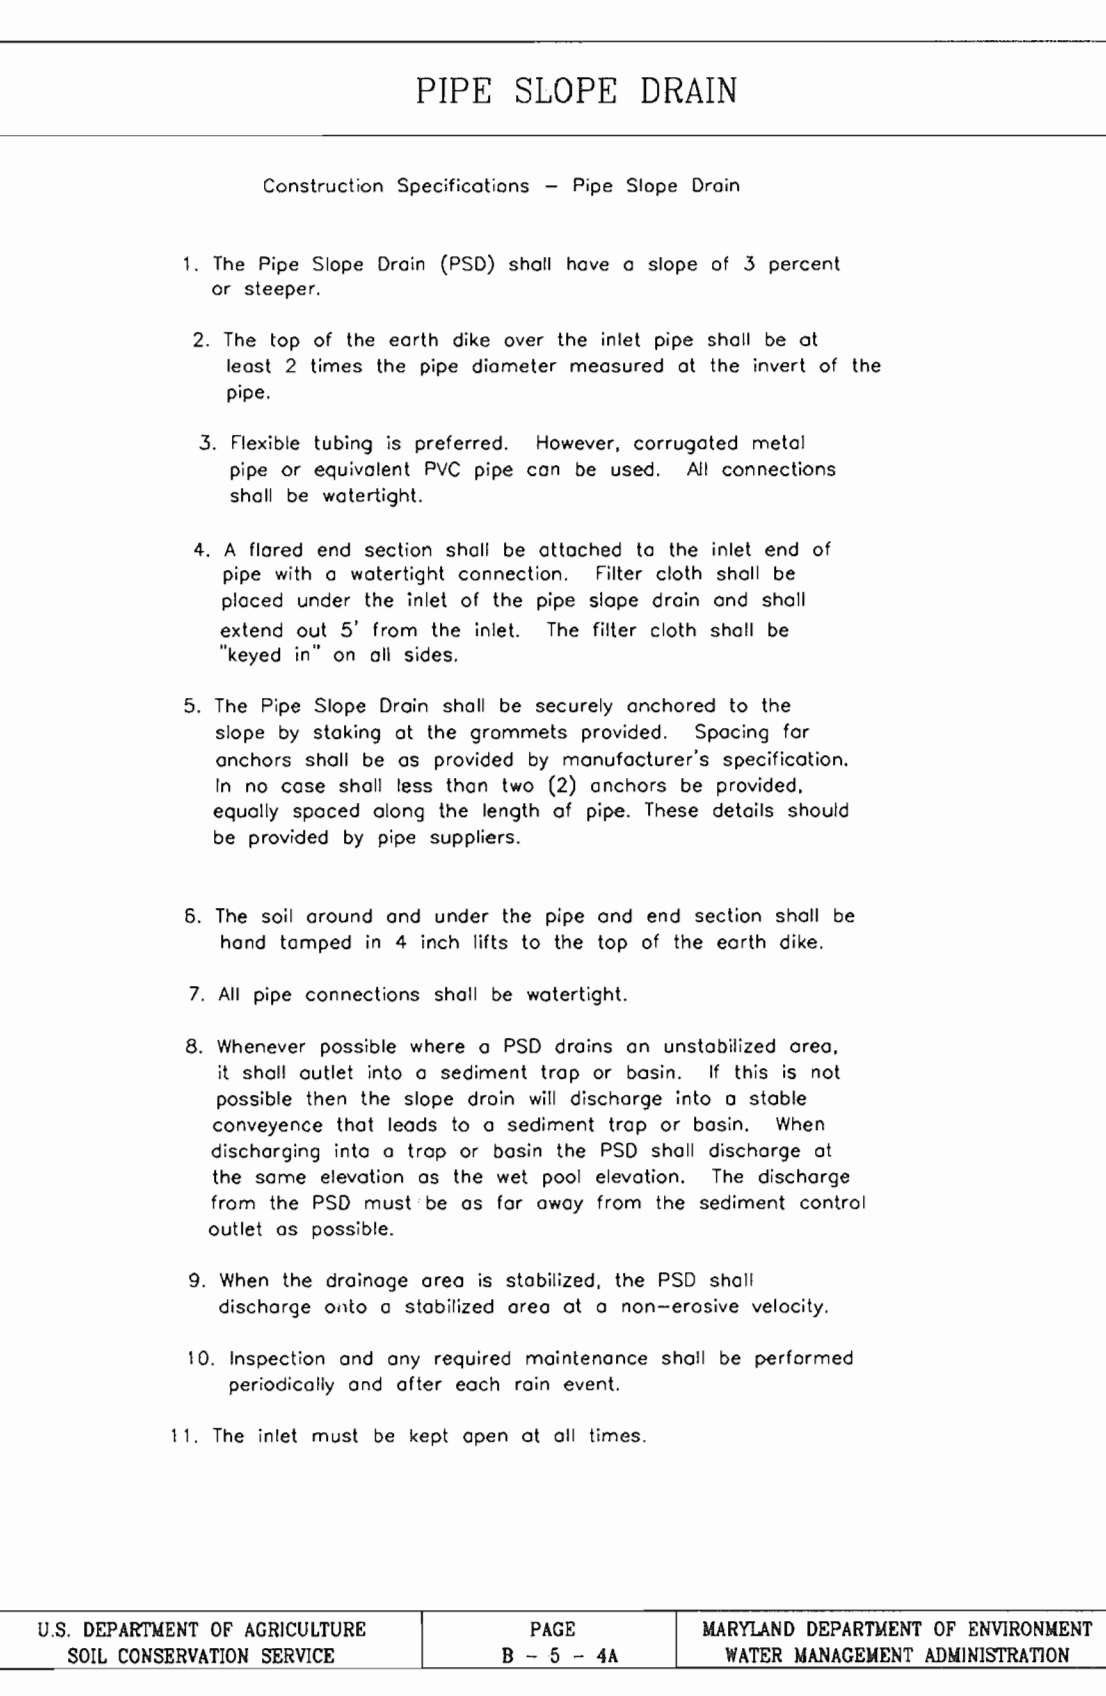 PIPE SLOPE DRAIN
Construction Specifications – Pipe Slope Drain
1. The Pipe Slope Drain (PSD) shall have a slope of 3 percent
or steeper.
2. The top of the earth dike over the inlet pipe shall be at
least 2 times the pipe diameter measured at the invert of the
pipe.
3. Flexible tubing is preferred. However, corrugated metal
pipe or equivalent PVC pipe can be used. All connections
shall be watertight.
4. A flared end section shall be attached to the inlet end of
pipe with a watertight connection. Filter cloth shall be
placed under the inlet of the pipe slope drain and shall
extend out 5' from the inlet. The filter cloth shall be
"keyed in" on all sides.
5. The Pipe Slope Drain shall be securely anchored to the
slope by staking at the grommets provided. Spacing for
anchors shall be as provided by manufacturer's specification.
In no case shall less than two (2) anchors be provided,
equally spaced along the length of pipe. These details should
be provided by pipe suppliers.
6. The soil around and under the pipe and end section shall be
hand tamped in 4 inch lifts to the top of the earth dike.
7. All pipe connections shall be watertight.
8. Whenever possible where a PSD drains an unstabilized area,
it shall outlet into a sediment trap or basin. If this is not
possible then the slope drain will discharge into a stable
conveyence that leads to a sediment trap or basin. When
discharging into a trap or basin the PSD shall discharge at
the same elevation as the wet pool elevation. The discharge
from the PSD must be as far away from the sediment control
outlet as possible.
9. When the drainage area is stabilized, the PSD shall
discharge onto a stabilized area at a non–erosive velocity.
10. Inspection and any required maintenance shall be performed
periodically and after each rain event.
11. The inlet must be kept open at all times.
U.S. DEPARTMENT OF AGRICULTURE
SOIL CONSERVATION SERVICE
PAGE
B – 5 – 4A
MARYLAND DEPARTMENT OF ENVIRONMENT
WATER MANAGEMENT ADMINISTRATION